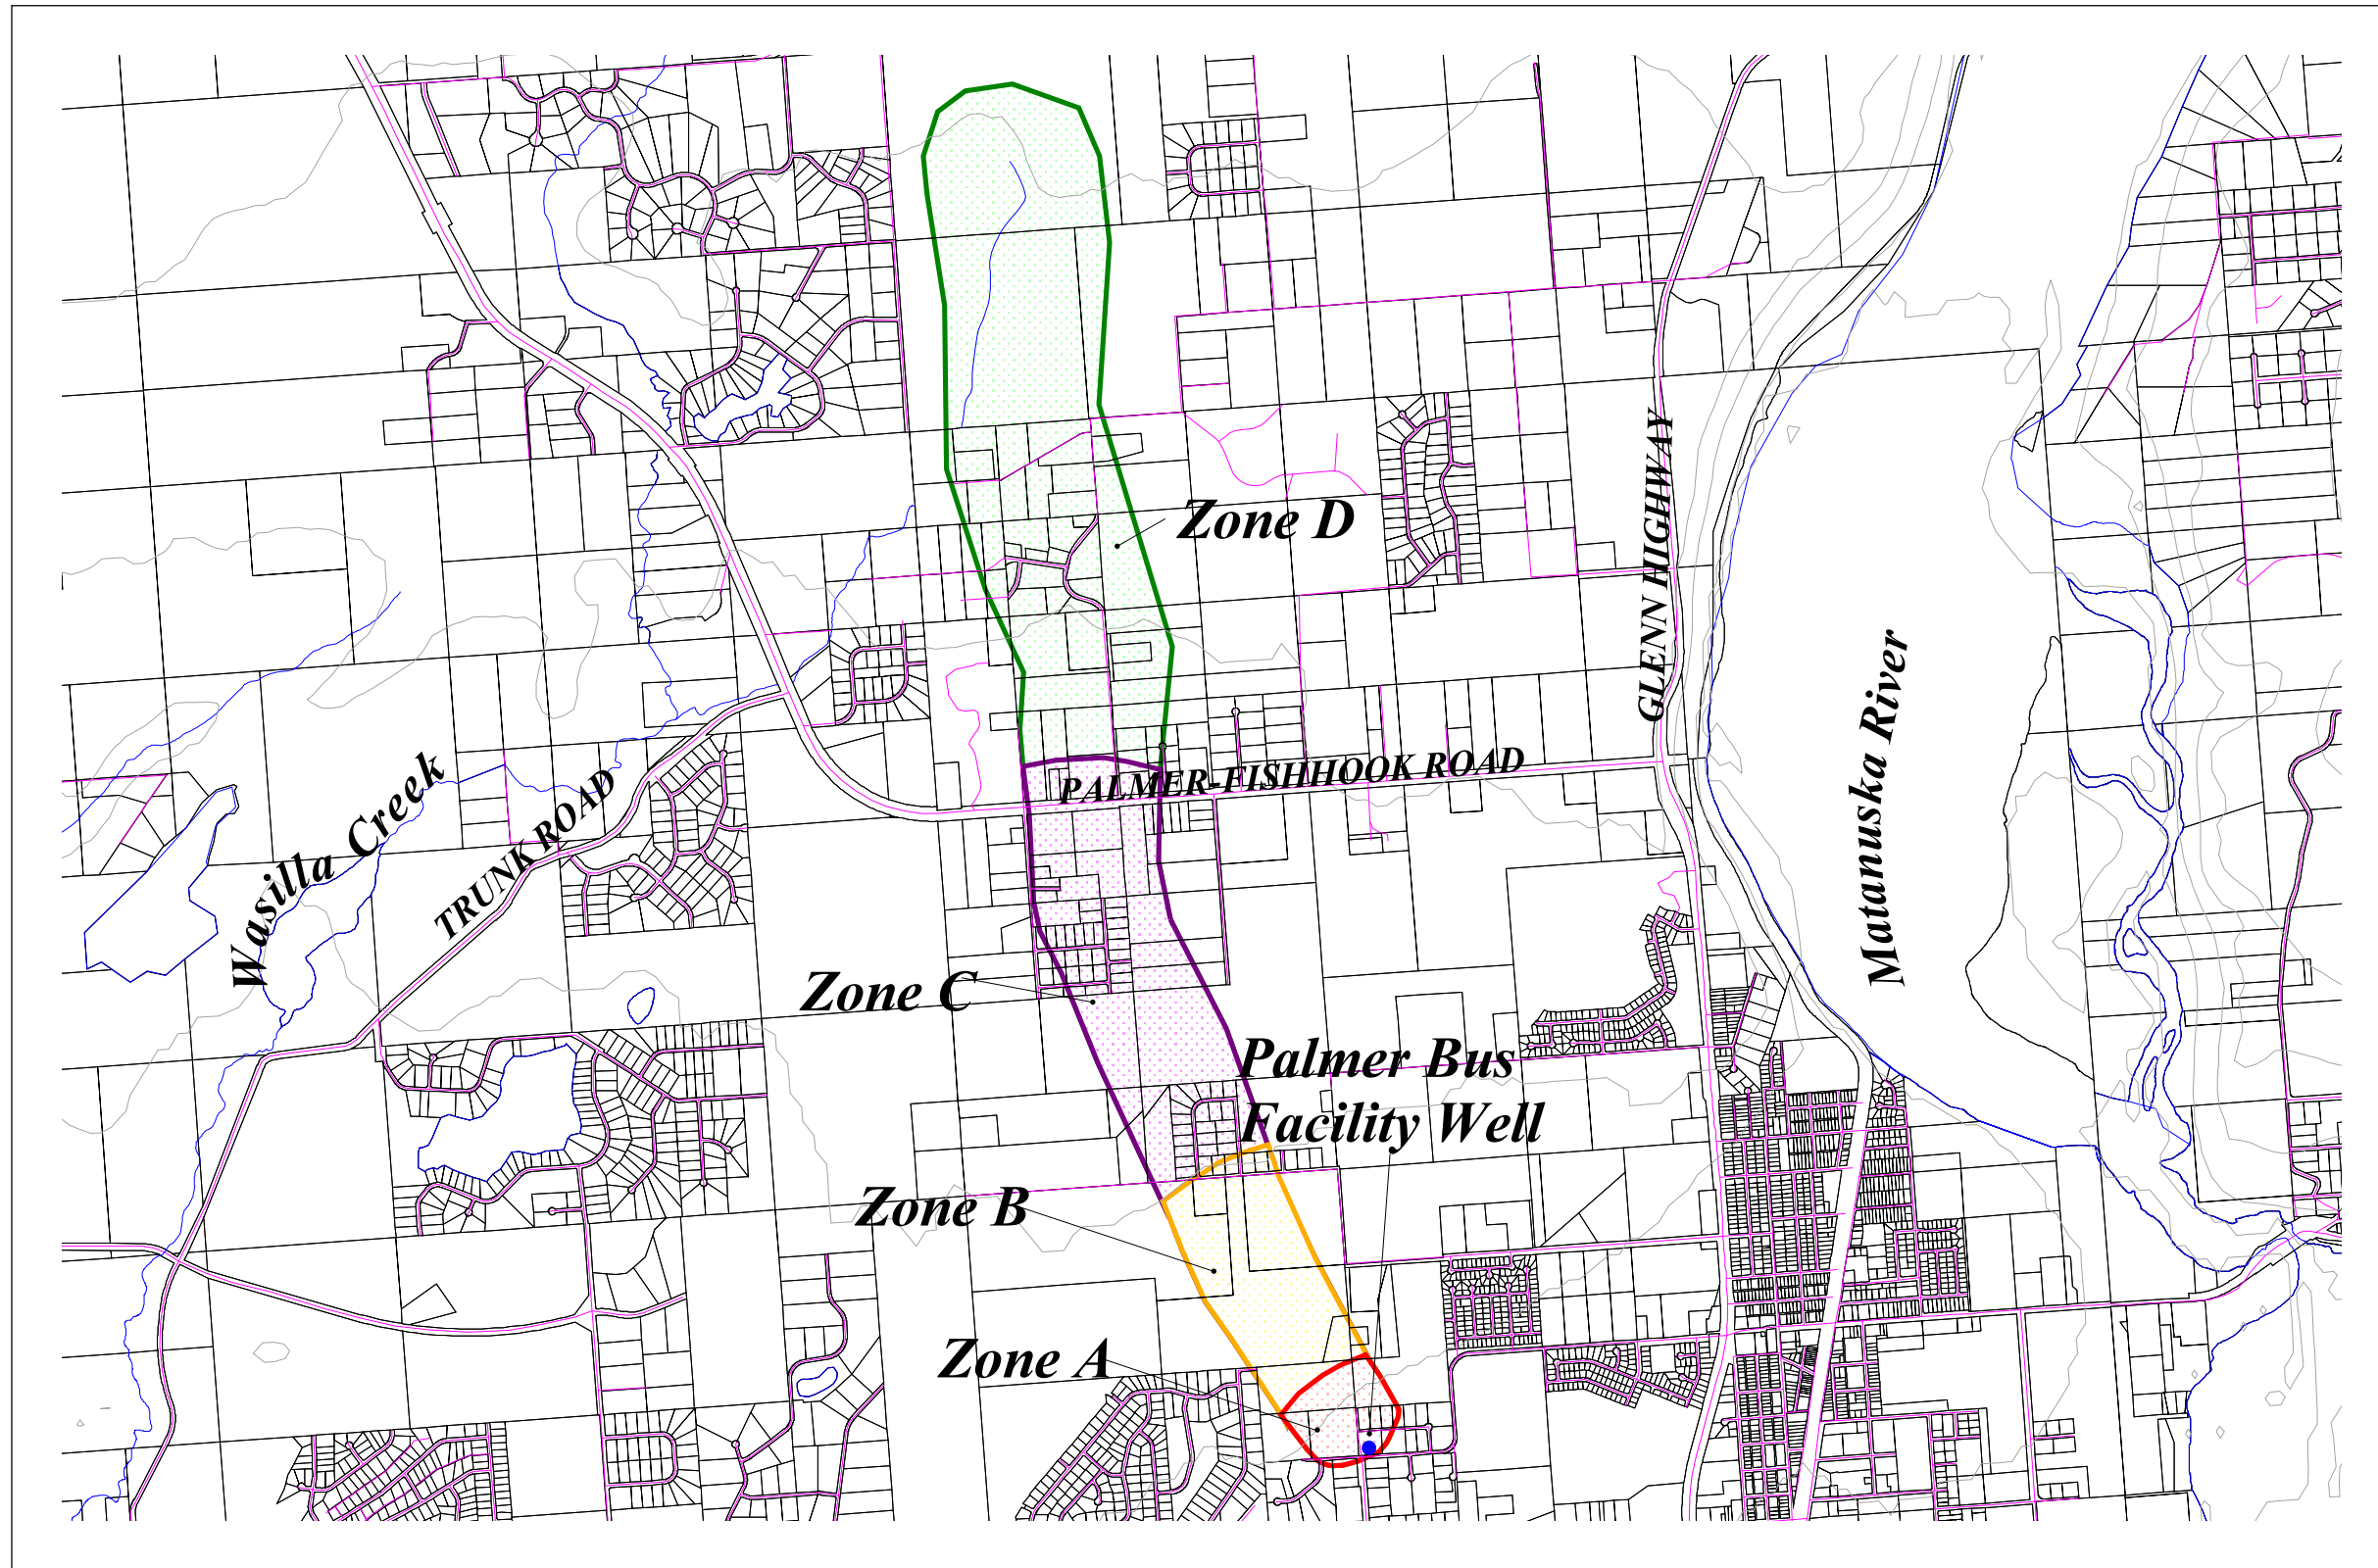 Zone D
GLENN HIGHWAY
Matanuska River
PALMER-FISHHOOK ROAD
Wasilla Creek
TRUNK ROAD
Zone C
Palmer Bus
Facility Well
Zone B
Zone A